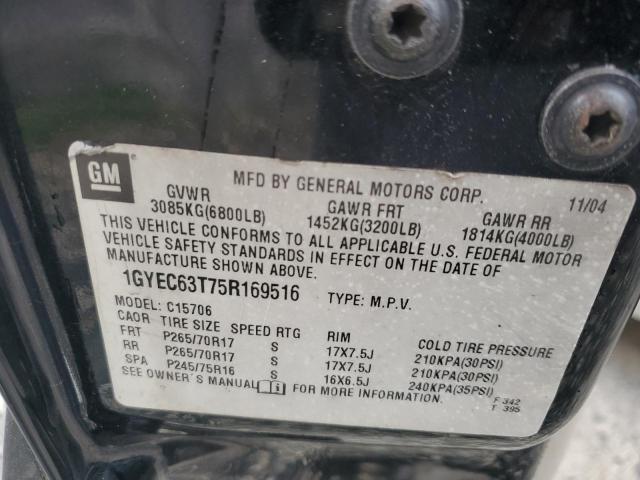 GM
MFD BY GENERAL MOTORS CORP. 11/04
GVWR GAWR FRT GAWR RR
3085KG(6800LB) 1452KG(3200LB) 1814KG(4000LB)
THIS VEHICLE CONFORMS TO ALL APPLICABLE U.S. FEDERAL MOTOR
VEHICLE SAFETY STANDARDS IN EFFECT ON THE DATE OF
MANUFACTURE SHOWN ABOVE.
1GYEC63T75R169516 TYPE: M.P.V.
MODEL: C15706
CAOR TIRE SIZE SPEED RTG RIM COLD TIRE PRESSURE
FRT P265/70R17 S 17X7.5J 210KPA(30PSI)
RR P265/70R17 S 17X7.5J 210KPA(30PSI)
SPA P245/75R16 S 16X6.5J 240KPA(35PSI)
SEE OWNER'S MANUAL FOR MORE INFORMATION.
F 342
T 395